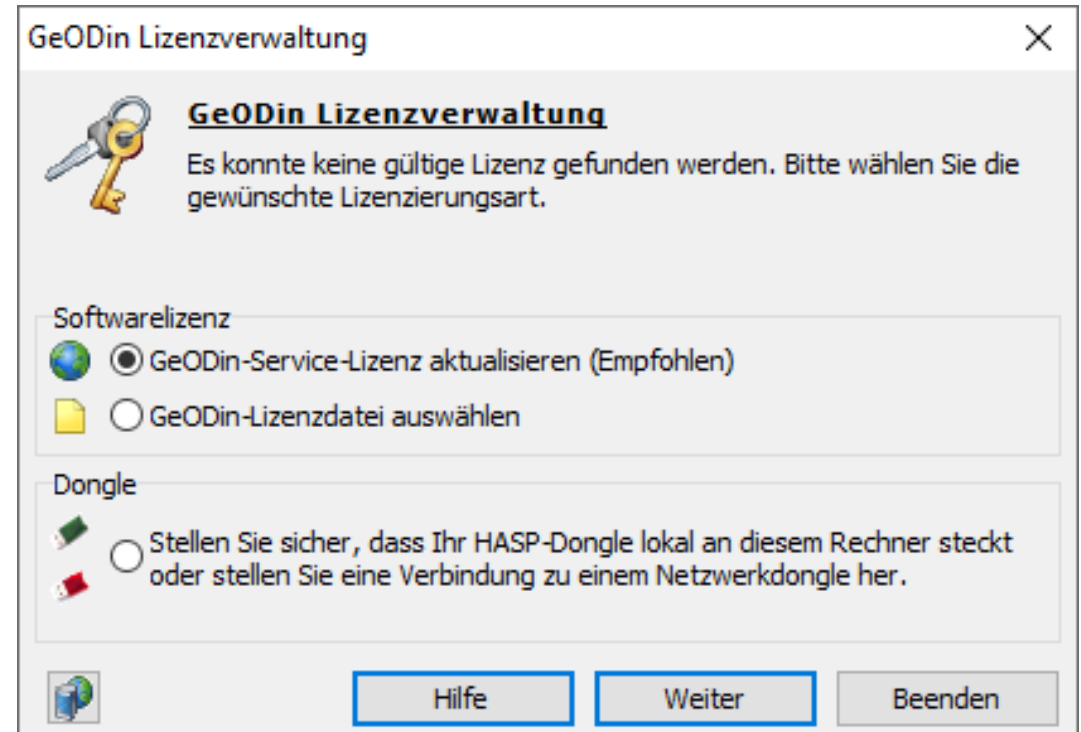 GeODin Lizenzverwaltung
GeODin Lizenzverwaltung
Es konnte keine gültige Lizenz gefunden werden. Bitte wählen Sie die
gewünschte Lizenzierungsart.
Softwarelizenz
GeODin-Service-Lizenz aktualisieren (Empfohlen)
GeODin-Lizenzdatei auswählen
Dongle
Stellen Sie sicher, dass Ihr HASP-Dongle lokal an diesem Rechner steckt
oder stellen Sie eine Verbindung zu einem Netzwerkdongle her.
Hilfe Weiter Beenden